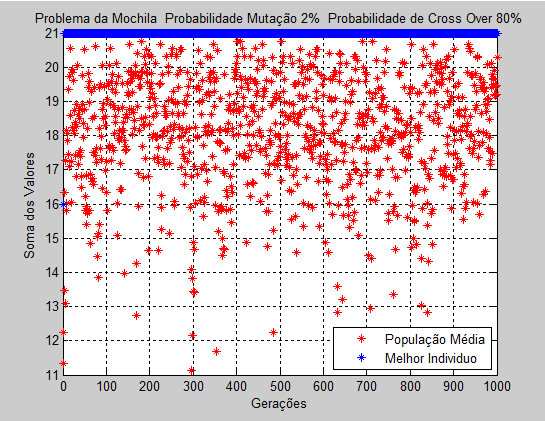 Problema da Mochila  Probabilidade Mutação 2%  Probabilidade de Cross Over 80%
21
20
19
18
17
16
15
14
13
12
11
Soma dos Valores
0 100 200 300 400 500 600 700 800 900 1000
Gerações
População Média
Melhor Individuo